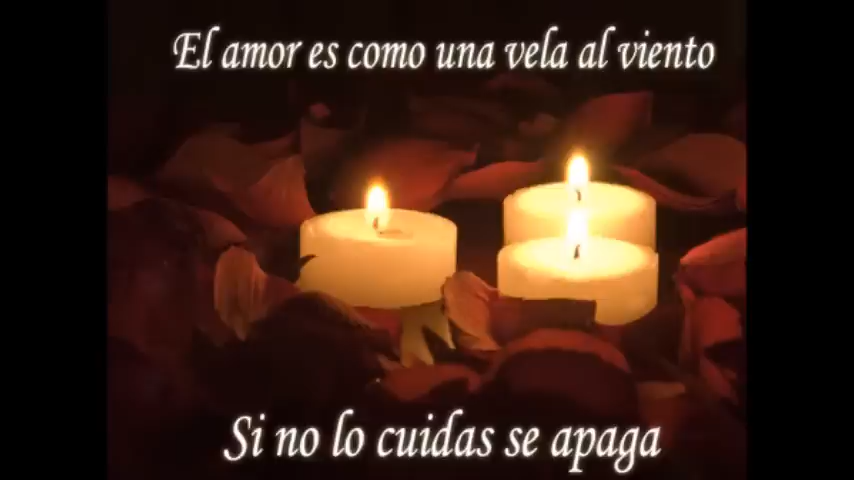 El amor es como una vela al viento
Si no lo cuidas se apaga